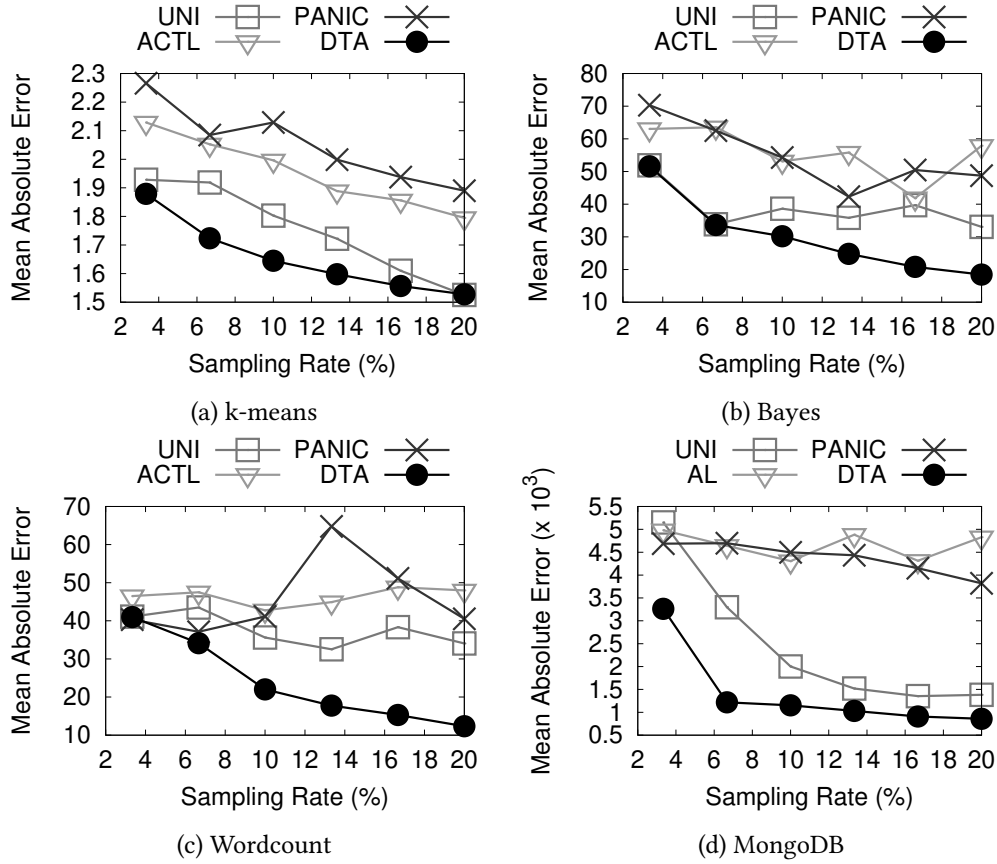 UNI PANIC
ACTL DTA
Mean Absolute Error
2.3
2.2
2.1
2
1.9
1.8
1.7
1.6
1.5
2 4 6 8 10 12 14 16 18 20
Sampling Rate (%)
(a) k-means
UNI PANIC
ACTL DTA
Mean Absolute Error
80
70
60
50
40
30
20
10
2 4 6 8 10 12 14 16 18 20
Sampling Rate (%)
(b) Bayes
UNI PANIC
ACTL DTA
Mean Absolute Error
70
60
50
40
30
20
10
2 4 6 8 10 12 14 16 18 20
Sampling Rate (%)
(c) Wordcount
UNI PANIC
AL DTA
Mean Absolute Error (x 10³)
5.5
5
4.5
4
3.5
3
2.5
2
1.5
1
0.5
2 4 6 8 10 12 14 16 18 20
Sampling Rate (%)
(d) MongoDB